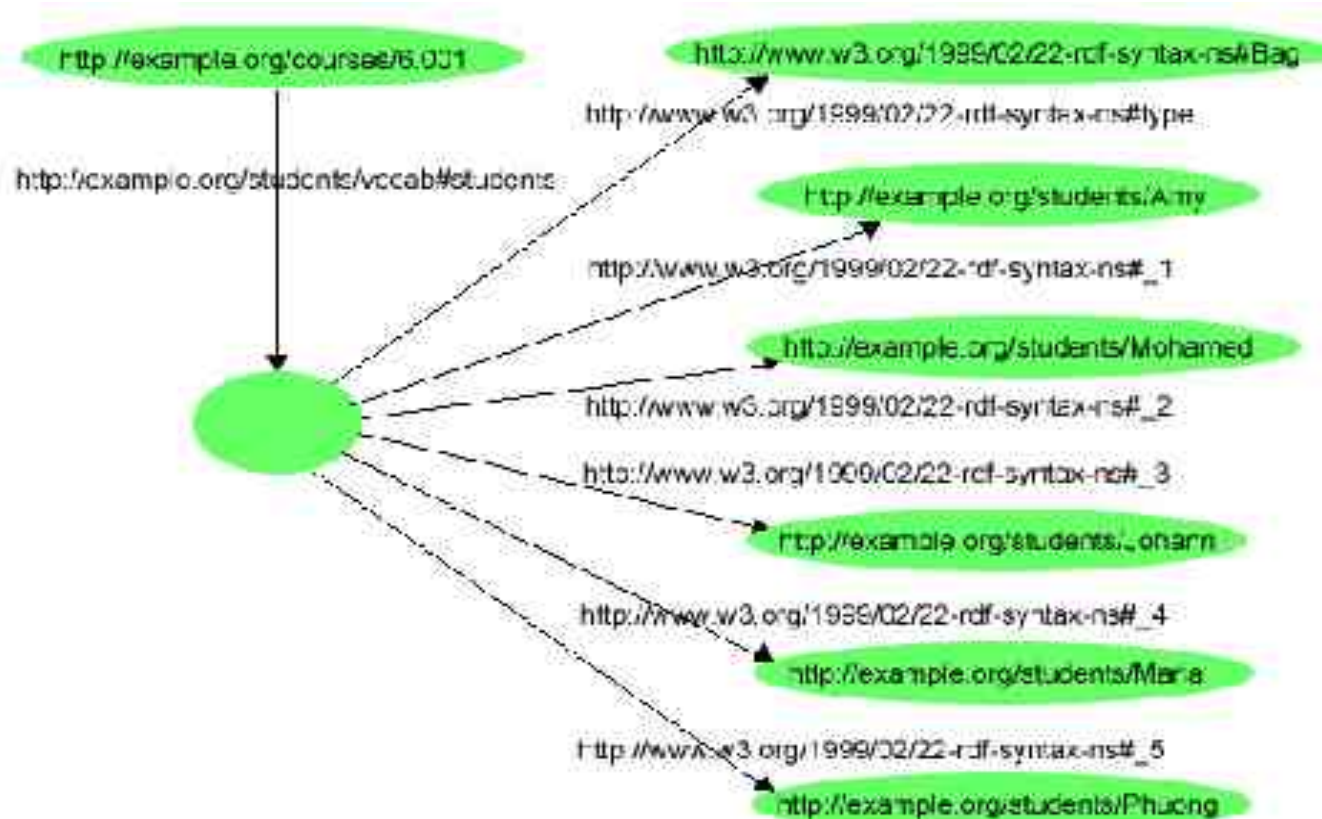 http://example.org/courses/6.001
http://www.w3.org/1999/02/22-rdf-syntax-ns#Bag
http://www.w3.org/1999/02/22-rdf-syntax-ns#type
http://example.org/students/vocab#students
http://example.org/students/Amy
http://www.w3.org/1999/02/22-rdf-syntax-ns#_1
http://example.org/students/Mohamed
http://www.w3.org/1999/02/22-rdf-syntax-ns#_2
http://www.w3.org/1999/02/22-rdf-syntax-ns#_3
http://example.org/students/Johann
http://www.w3.org/1999/02/22-rdf-syntax-ns#_4
http://example.org/students/Maria
http://www.w3.org/1999/02/22-rdf-syntax-ns#_5
http://example.org/students/Phuong